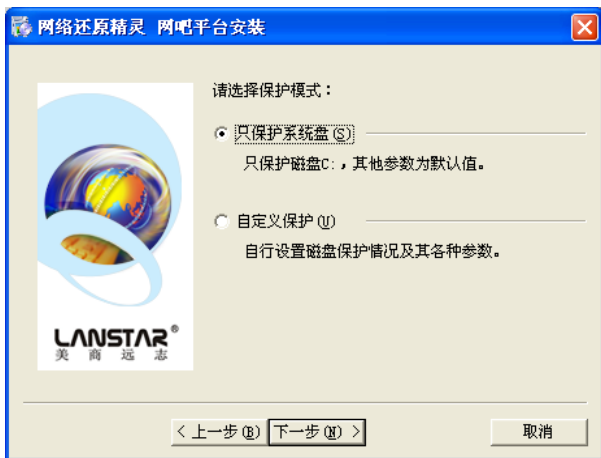 网络还原精灵 网吧平台安装
请选择保护模式：
只保护系统盘(S)
只保护磁盘C:，其他参数为默认值。
自定义保护(U)
自行设置磁盘保护情况及其各种参数。
LANSTAR®
美商远志
< 上一步(B) 下一步(N) > 取消